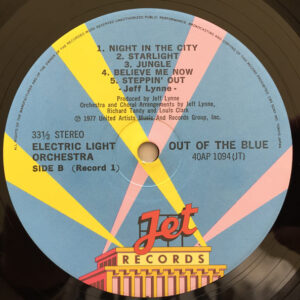 1. NIGHT IN THE CITY
2. STARLIGHT
3. JUNGLE
4. BELIEVE ME NOW
5. STEPPIN' OUT
- Jeff Lynne -
Produced by Jeff Lynne
Orchestra and Choral Arrangements by Jeff Lynne,
Richard Tandy and Louis Clark
℗ 1977 United Artists Music And Records Group, Inc.
33⅓ STEREO
ELECTRIC LIGHT
ORCHESTRA
SIDE B (Record 1)
OUT OF THE BLUE
40AP 1094(JT)
Jet
RECORDS